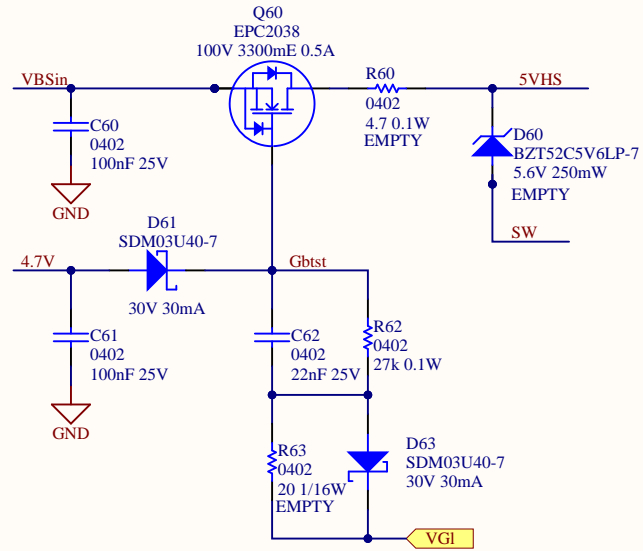 Q60
EPC2038
100V 3300mE 0.5A
VBSin
R60
0402
4.7 0.1W
EMPTY
5VHS
C60
0402
100nF 25V
GND
D60
BZT52C5V6LP-7
5.6V 250mW
EMPTY
SW
D61
SDM03U40-7
30V 30mA
4.7V
Gbtst
C61
0402
100nF 25V
GND
C62
0402
22nF 25V
R62
0402
27k 0.1W
R63
0402
20 1/16W
EMPTY
D63
SDM03U40-7
30V 30mA
VGl